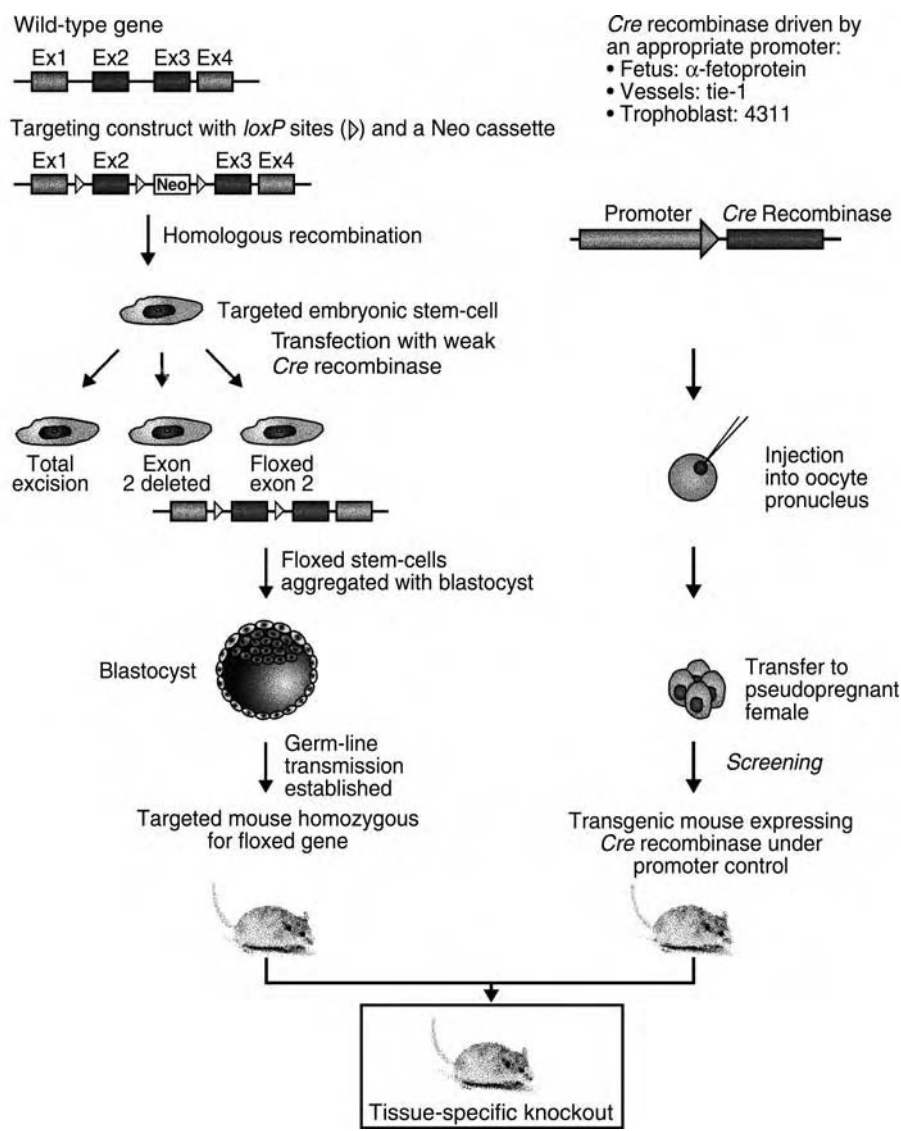 Wild-type gene
Ex1 Ex2 Ex3 Ex4
Targeting construct with loxP sites (▷) and a Neo cassette
Ex1 Ex2 Ex3 Ex4
Neo
Homologous recombination
Targeted embryonic stem-cell
Transfection with weak
Cre recombinase
Total
excision
Exon
2 deleted
Floxed
exon 2
Floxed stem-cells
aggregated with blastocyst
Blastocyst
Germ-line
transmission
established
Targeted mouse homozygous
for floxed gene
Cre recombinase driven by
an appropriate promoter:
• Fetus: α-fetoprotein
• Vessels: tie-1
• Trophoblast: 4311
Promoter Cre Recombinase
Injection
into oocyte
pronucleus
Transfer to
pseudopregnant
female
Screening
Transgenic mouse expressing
Cre recombinase under
promoter control
Tissue-specific knockout